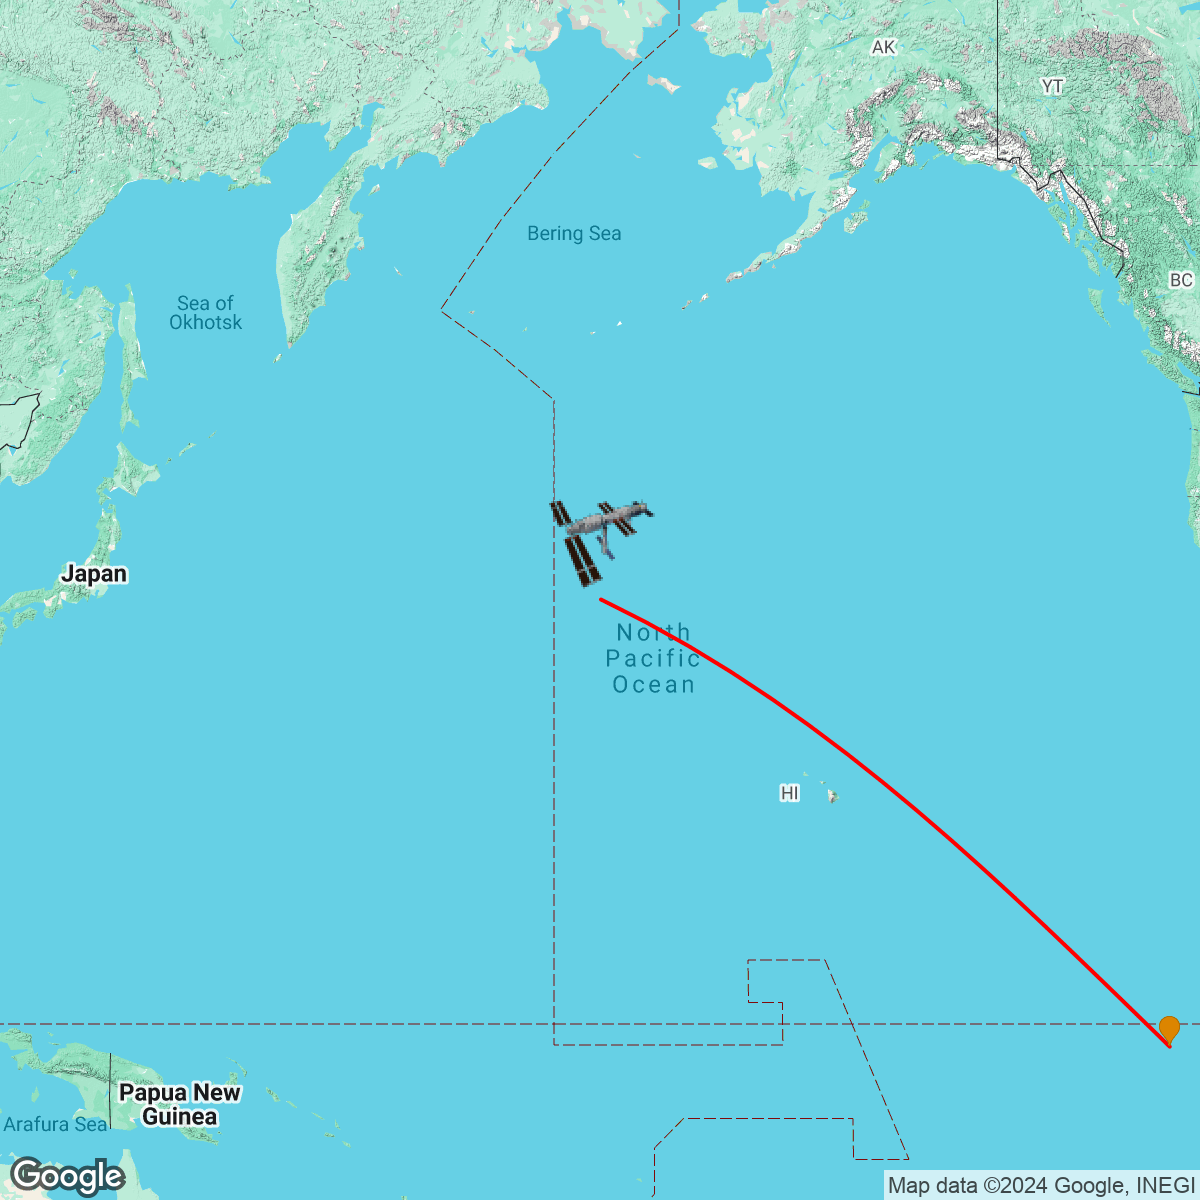 AK
YT
Bering Sea
BC
Sea of
Okhotsk
Japan
North
Pacific
Ocean
HI
Papua New
Guinea
Arafura Sea
Google
Map data ©2024 Google, INEGI